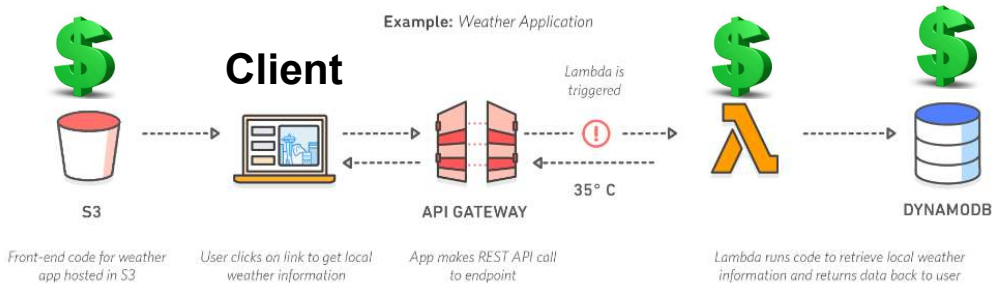 Example: Weather Application
Client
Lambda is
triggered
35° C
S3
API GATEWAY
DYNAMODB
Front-end code for weather
app hosted in S3
User clicks on link to get local
weather information
App makes REST API call
to endpoint
Lambda runs code to retrieve local weather
information and returns data back to user